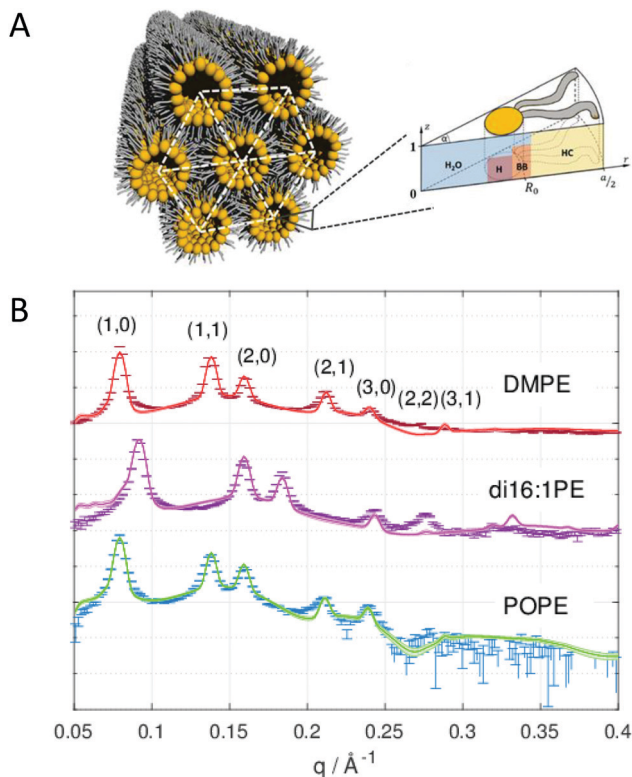 A
z
α
1
H₂O
H
BB
HC
r
0
R₀
a/2
B
(1,0)
(1,1)
(2,0)
(2,1)
(3,0)
(2,2)
(3,1)
DMPE
di16:1PE
POPE
0.05 0.1 0.15 0.2 0.25 0.3 0.35 0.4
q / Å⁻¹